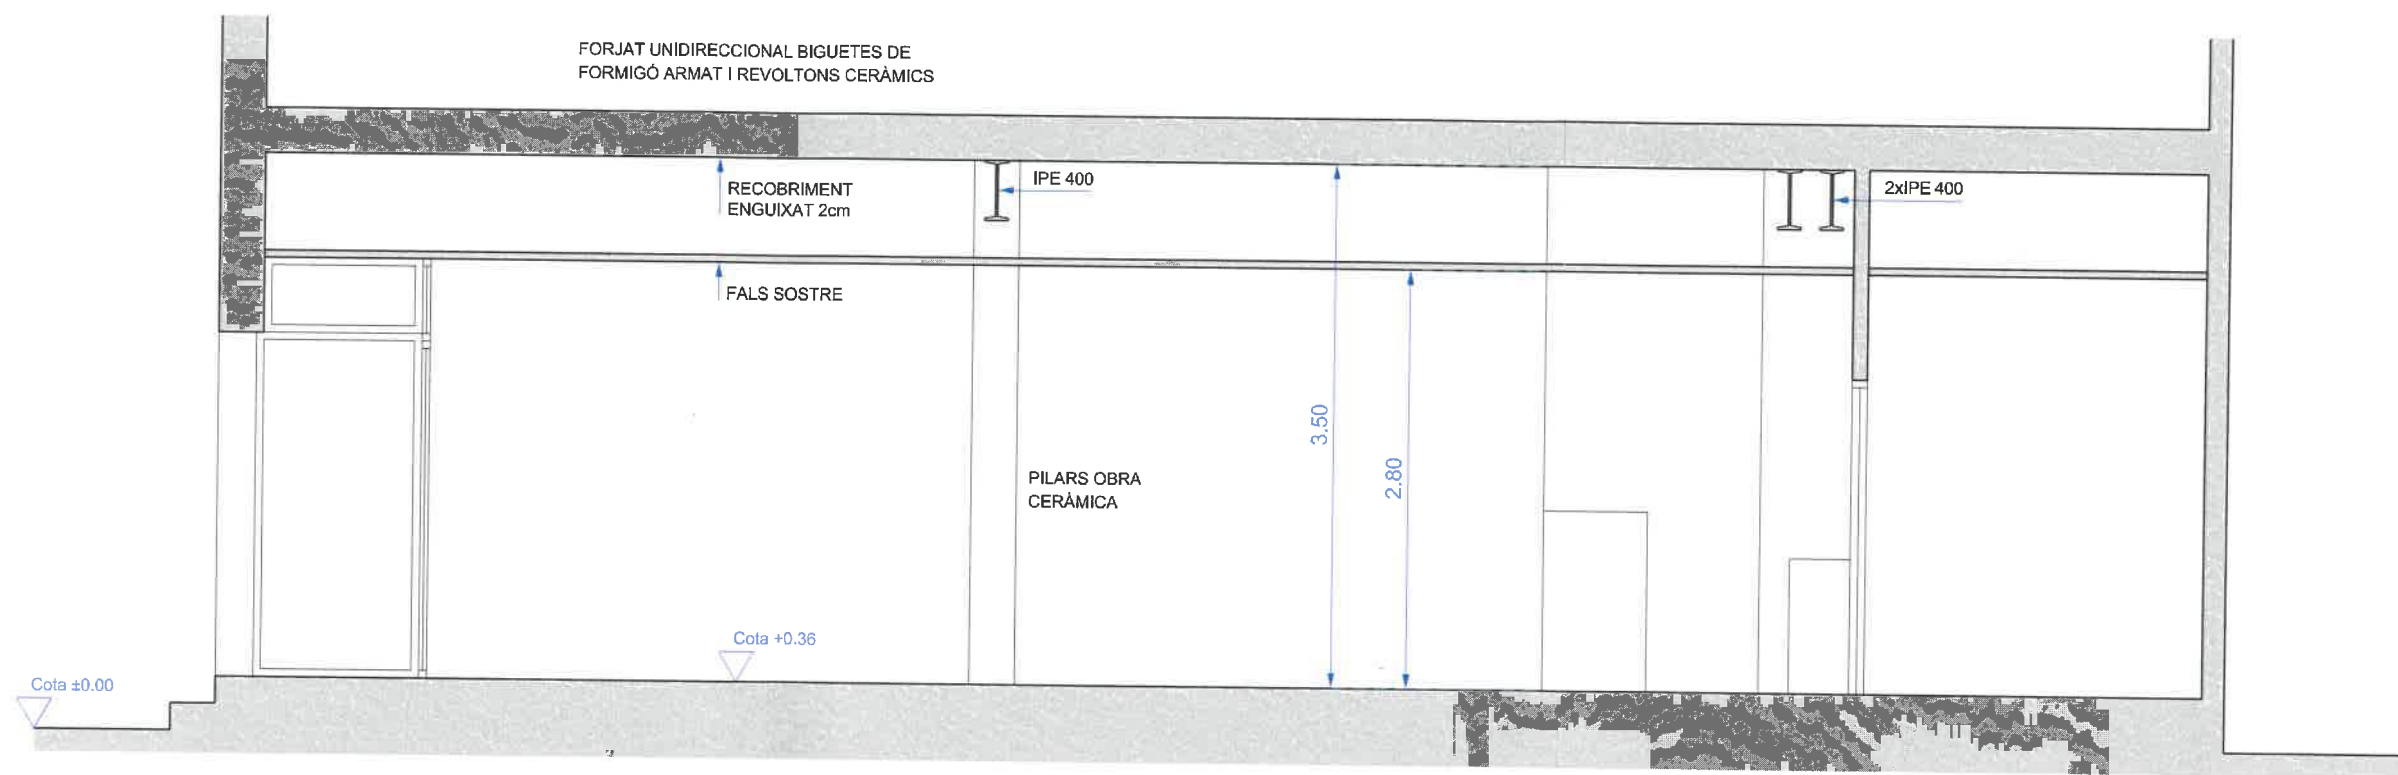 FORJAT UNIDIRECCIONAL BIGUETES DE
FORMIGÓ ARMAT I REVOLTONS CERÀMICS
RECOBRIMENT
ENGUIXAT 2cm
IPE 400
2xIPE 400
FALS SOSTRE
3.50
2.80
PILARS OBRA
CERÀMICA
Cota +0.36
Cota ±0.00